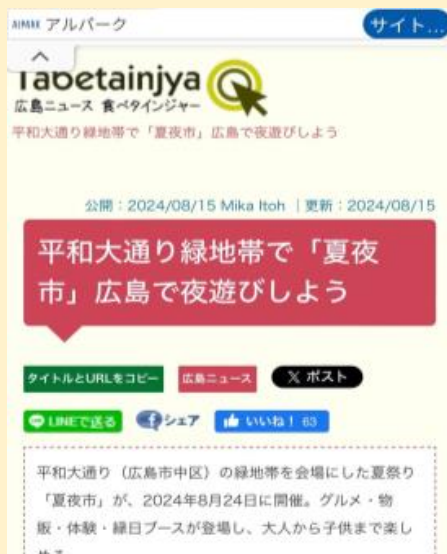 アルパーク
サイト...
Tabetainjya
広島ニュース 食べタインジャー
平和大通り緑地帯で「夏夜市」広島で夜遊びしよう
公開：2024/08/15 Mika Itoh ｜更新：2024/08/15
平和大通り緑地帯で「夏夜
市」広島で夜遊びしよう
タイトルとURLをコピー 広島ニュース X ポスト
LINEで送る シェア いいね！ 63
平和大通り（広島市中区）の緑地帯を会場にした夏祭り
「夏夜市」が、2024年8月24日に開催。グルメ・物
販・体験・縁日ブースが登場し、大人から子供まで楽し
める